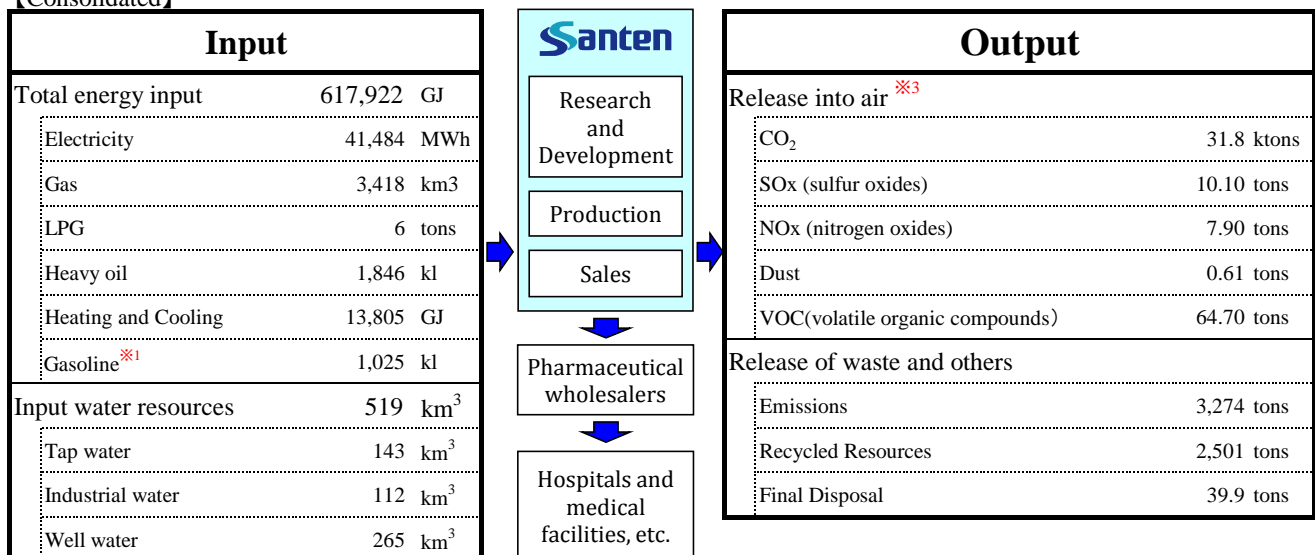 【Consolidated】
Input
Total energy input 617,922 GJ
Electricity 41,484 MWh
Gas 3,418 km3
LPG 6 tons
Heavy oil 1,846 kl
Heating and Cooling 13,805 GJ
Gasoline※1 1,025 kl
Input water resources 519 km³
Tap water 143 km³
Industrial water 112 km³
Well water 265 km³
Santen
Research
and
Development
Production
Sales
Pharmaceutical
wholesalers
Hospitals and
medical
facilities, etc.
Output
Release into air ※3
CO₂ 31.8 ktons
SOx (sulfur oxides) 10.10 tons
NOx (nitrogen oxides) 7.90 tons
Dust 0.61 tons
VOC(volatile organic compounds） 64.70 tons
Release of waste and others
Emissions 3,274 tons
Recycled Resources 2,501 tons
Final Disposal 39.9 tons